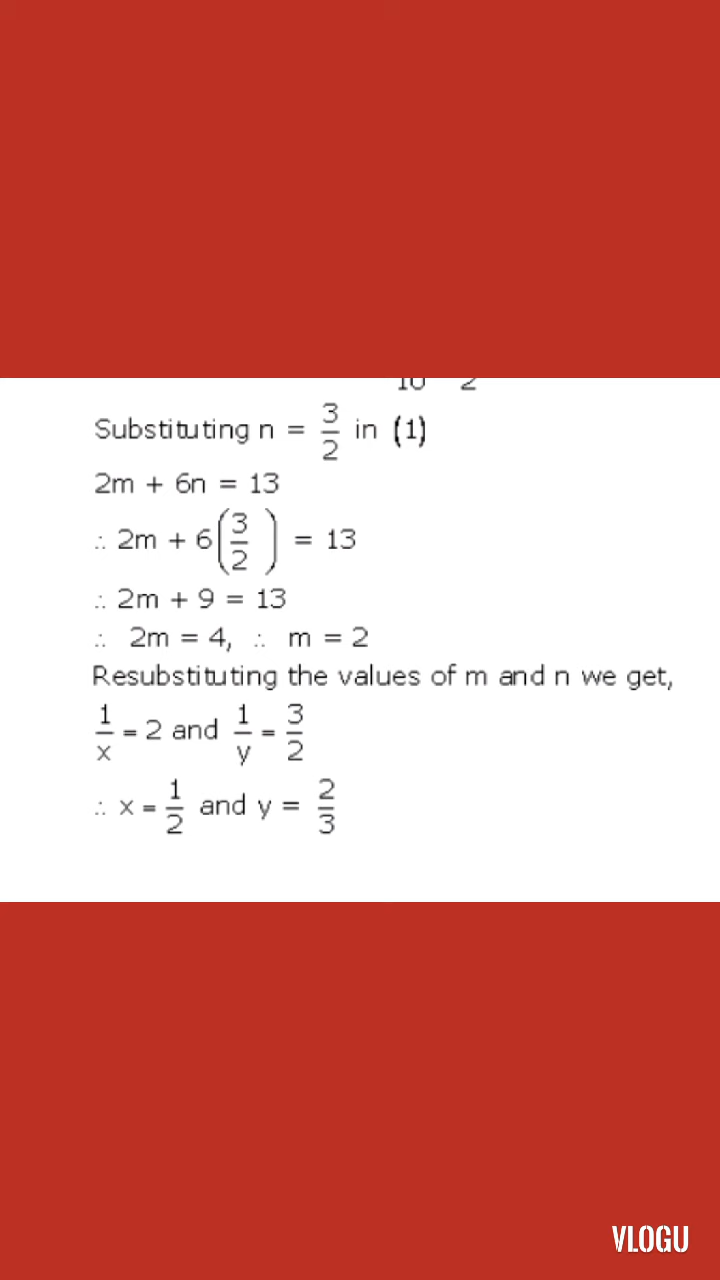 10 2
Substituting n = 3/2 in (1)
2m + 6n = 13
∴ 2m + 6(3/2) = 13
∴ 2m + 9 = 13
∴ 2m = 4, ∴ m = 2
Resubstituting the values of m and n we get,
1/x = 2 and 1/y = 3/2
∴ x = 1/2 and y = 2/3
VLOGU